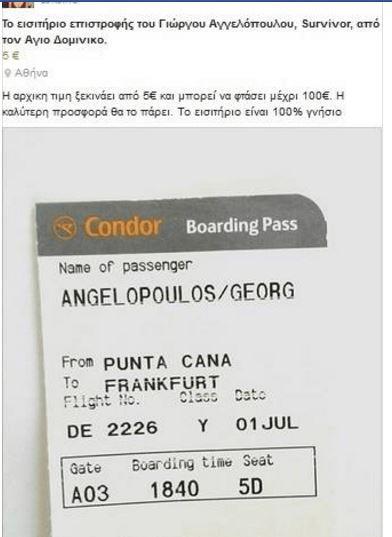 Το εισιτήριο επιστροφής του Γιώργου Αγγελόπουλου, Survivor, από
τον Αγιο Δομινικο.
5 €
Αθήνα
Η αρχικη τιμη ξεκινάει από 5€ και μπορεί να φτάσει μέχρι 100€. Η
καλύτερη προσφορά θα το πάρει. Το εισιτήριο είναι 100% γνήσιο
Condor Boarding Pass
Name of passenger
ANGELOPOULOS/GEORG
From PUNTA CANA
To FRANKFURT
Flight No. Class Date
DE 2226 Y 01JUL
Gate Boarding time Seat
A03 1840 5D